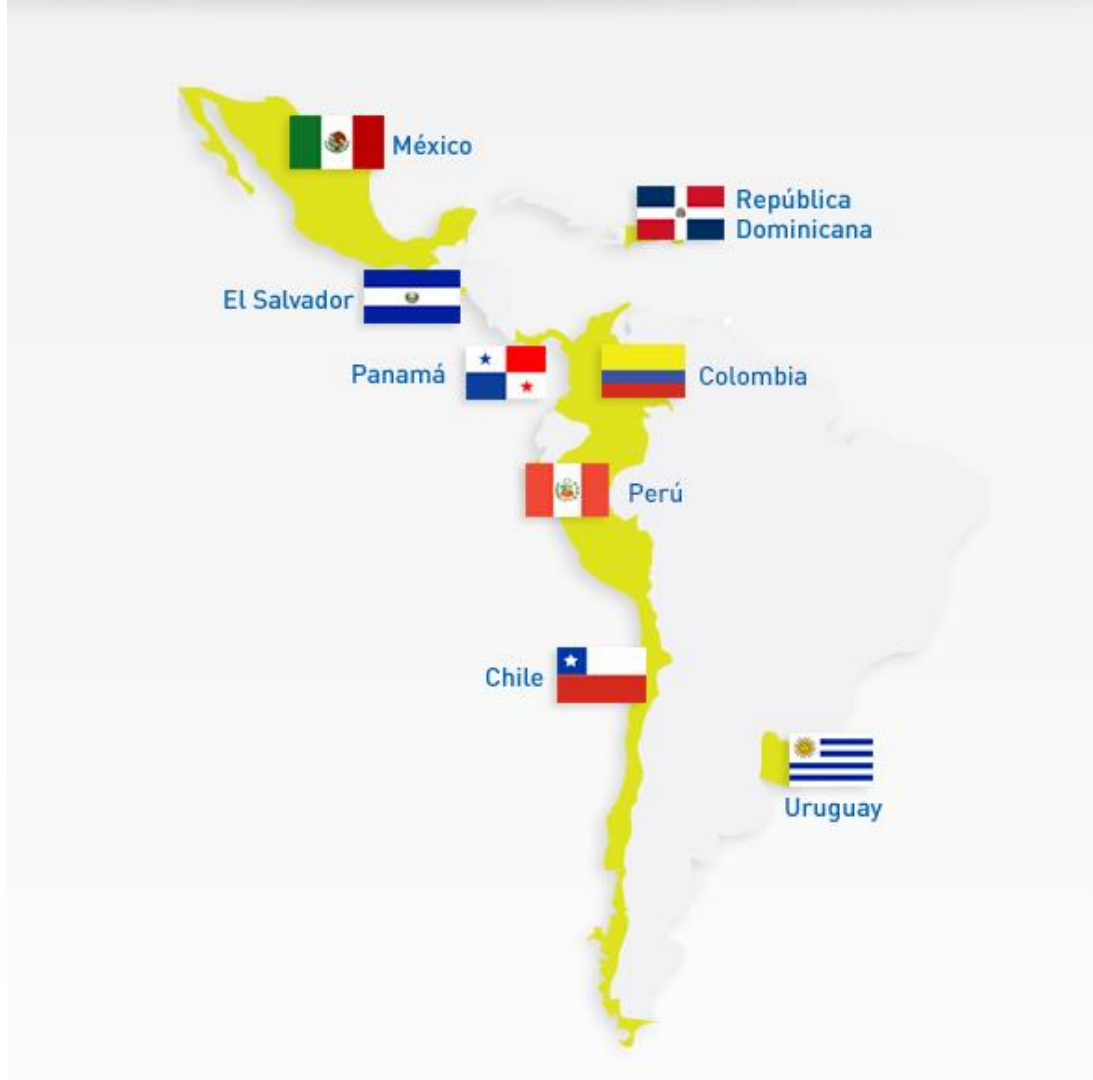 México
República
Dominicana
El Salvador
Panamá
Colombia
Perú
Chile
Uruguay